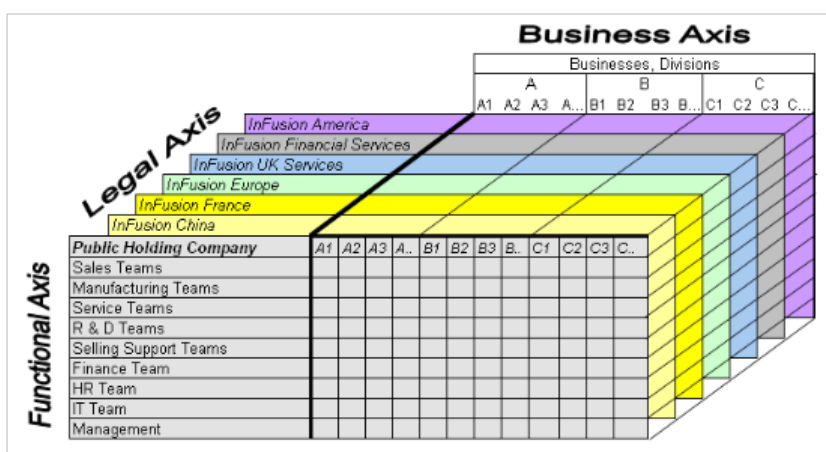 Business Axis
Businesses, Divisions
A B C
A1 A2 A3 A... B1 B2 B3 B... C1 C2 C3 C...
Legal Axis
InFusion America
InFusion Financial Services
InFusion UK Services
InFusion Europe
InFusion France
InFusion China
Functional Axis
Public Holding Company A1 A2 A3 A.. B1 B2 B3 B.. C1 C2 C3 C..
Sales Teams
Manufacturing Teams
Service Teams
R & D Teams
Selling Support Teams
Finance Team
HR Team
IT Team
Management